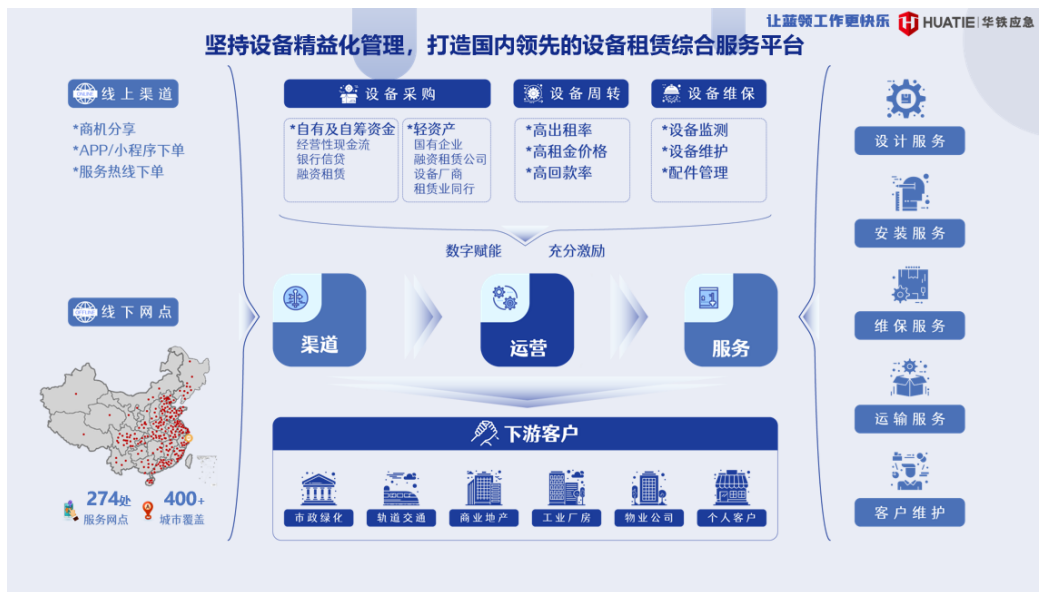 让蓝领工作更快乐
HUATIE 华铁应急
坚持设备精益化管理，打造国内领先的设备租赁综合服务平台
ONLINE
线上渠道
*商机分享
*APP/小程序下单
*服务热线下单
OFFLINE
线下网点
274处
服务网点
400+
城市覆盖
设备采购
*自有及自筹资金
经营性现金流
银行信贷
融资租赁
*轻资产
国有企业
融资租赁公司
设备厂商
租赁业同行
设备周转
*高出租率
*高租金价格
*高回款率
设备维保
*设备监测
*设备维护
*配件管理
数字赋能
充分激励
渠道
运营
服务
下游客户
市政绿化
轨道交通
商业地产
工业厂房
物业公司
个人客户
设计服务
安装服务
维保服务
运输服务
客户维护